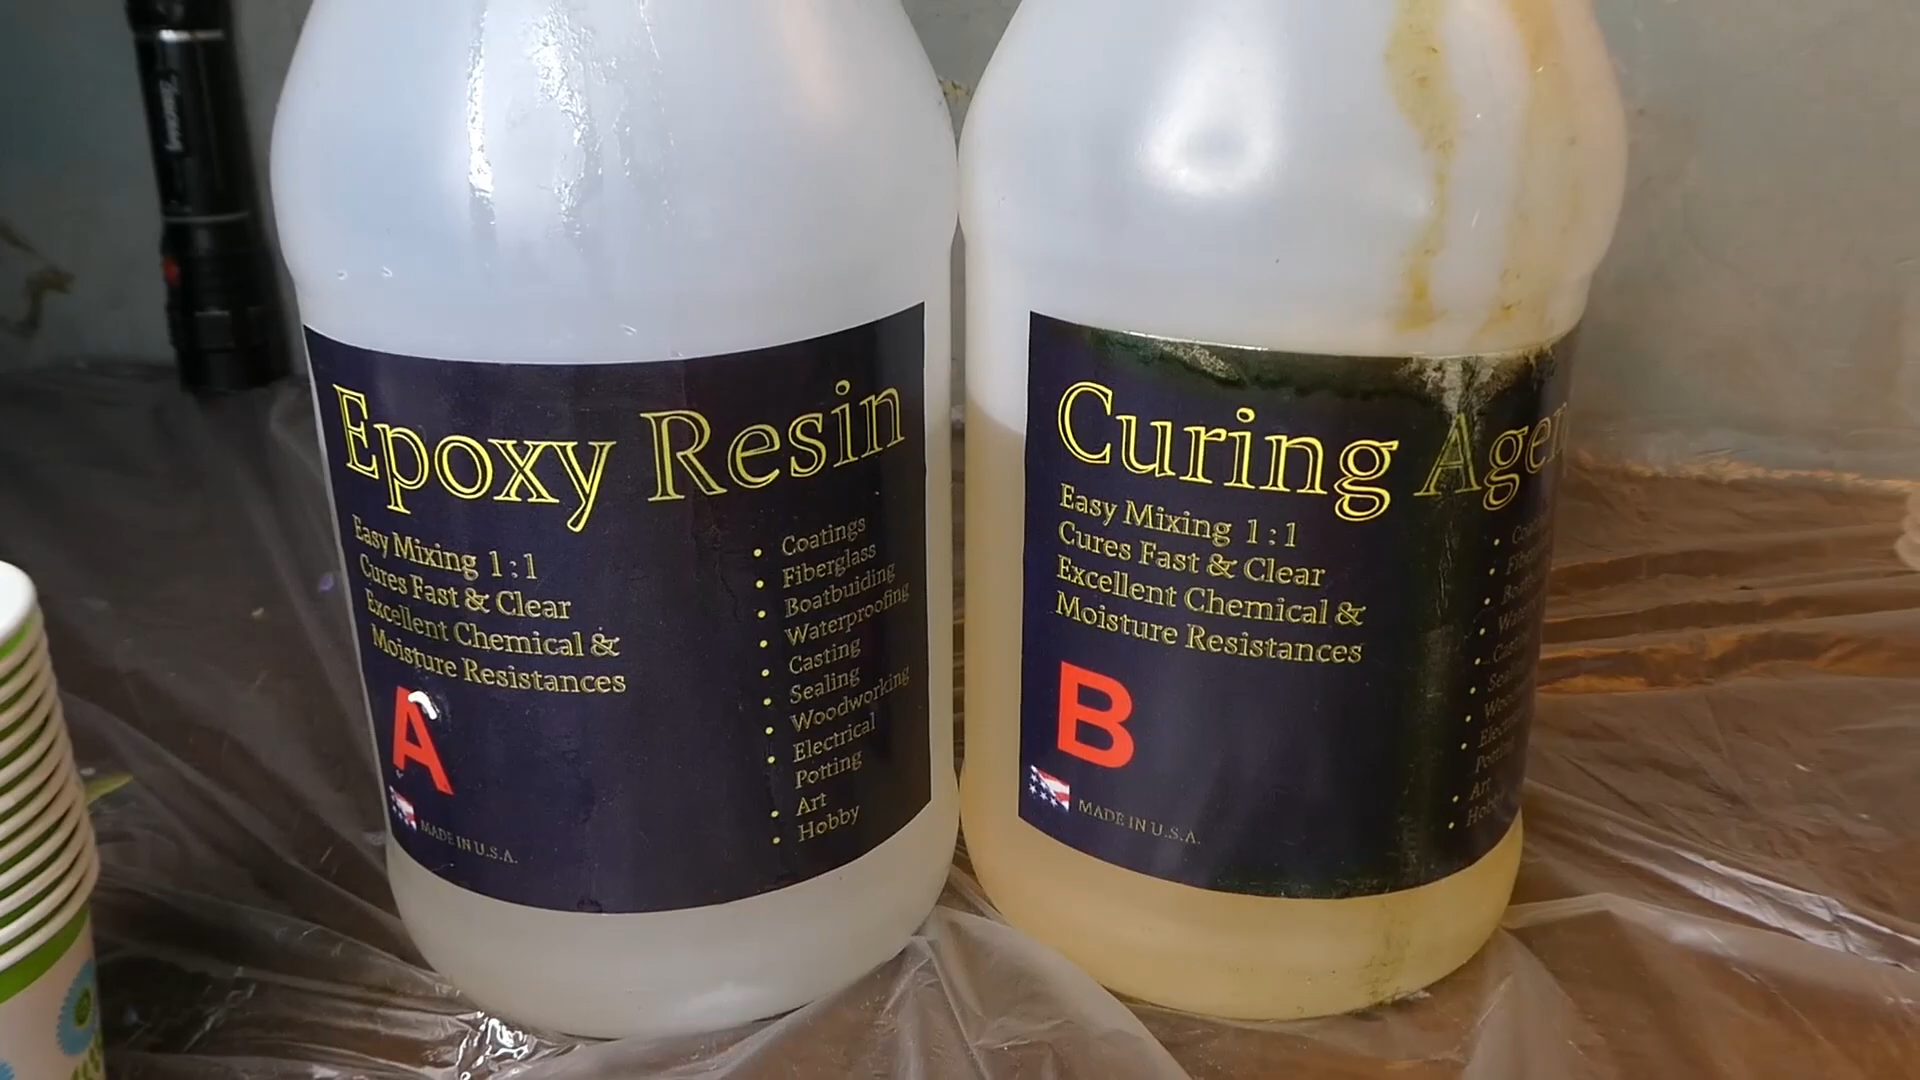 Epoxy Resin
Easy Mixing 1:1
Cures Fast & Clear
Excellent Chemical &
Moisture Resistances
• Coatings
• Fiberglass
• Boatbuiding
• Waterproofing
• Casting
• Sealing
• Woodworking
• Electrical
Potting
• Art
• Hobby
A
MADE IN U.S.A.
Curing Agen
Easy Mixing 1:1
Cures Fast & Clear
Excellent Chemical &
Moisture Resistances
B
MADE IN U.S.A.